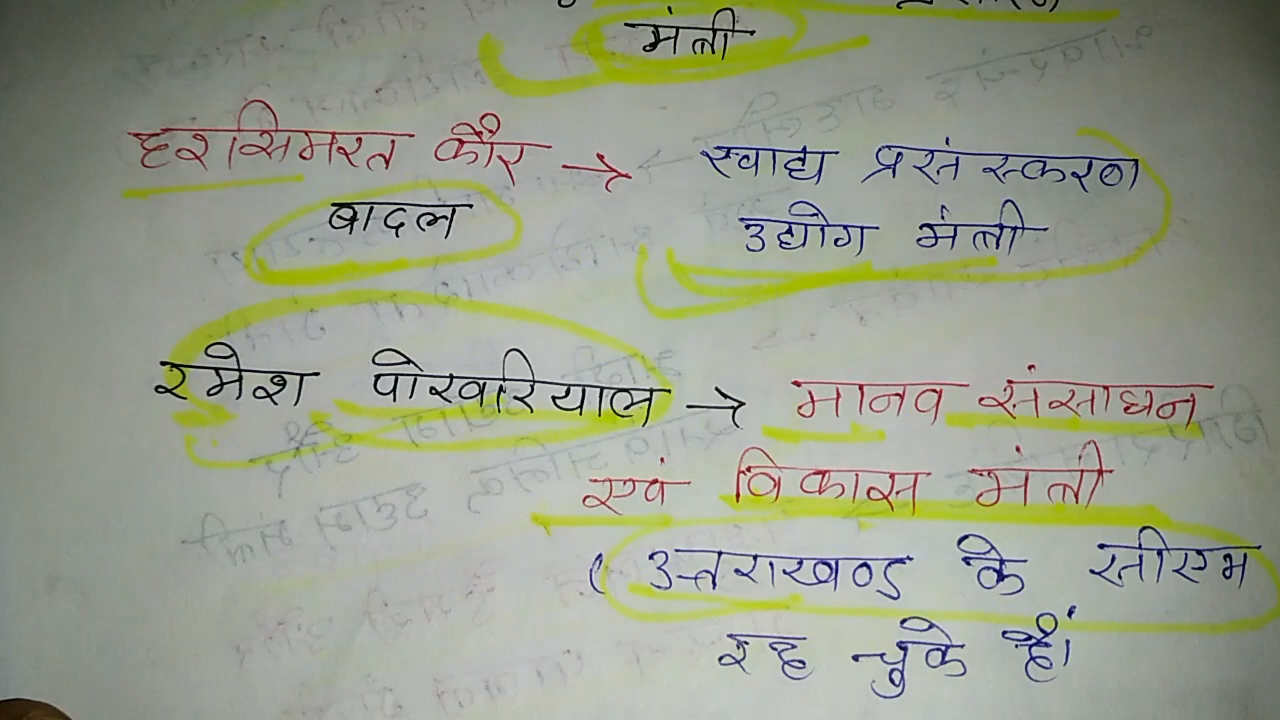 मंत्री
हरसिमरत कौर → खाद्य प्रसंस्करण
बादल उद्योग मंत्री
रमेश पोखरियाल → मानव संसाधन
एवं विकास मंत्री
( उत्तराखण्ड के सीएम
रह चुके हैं।